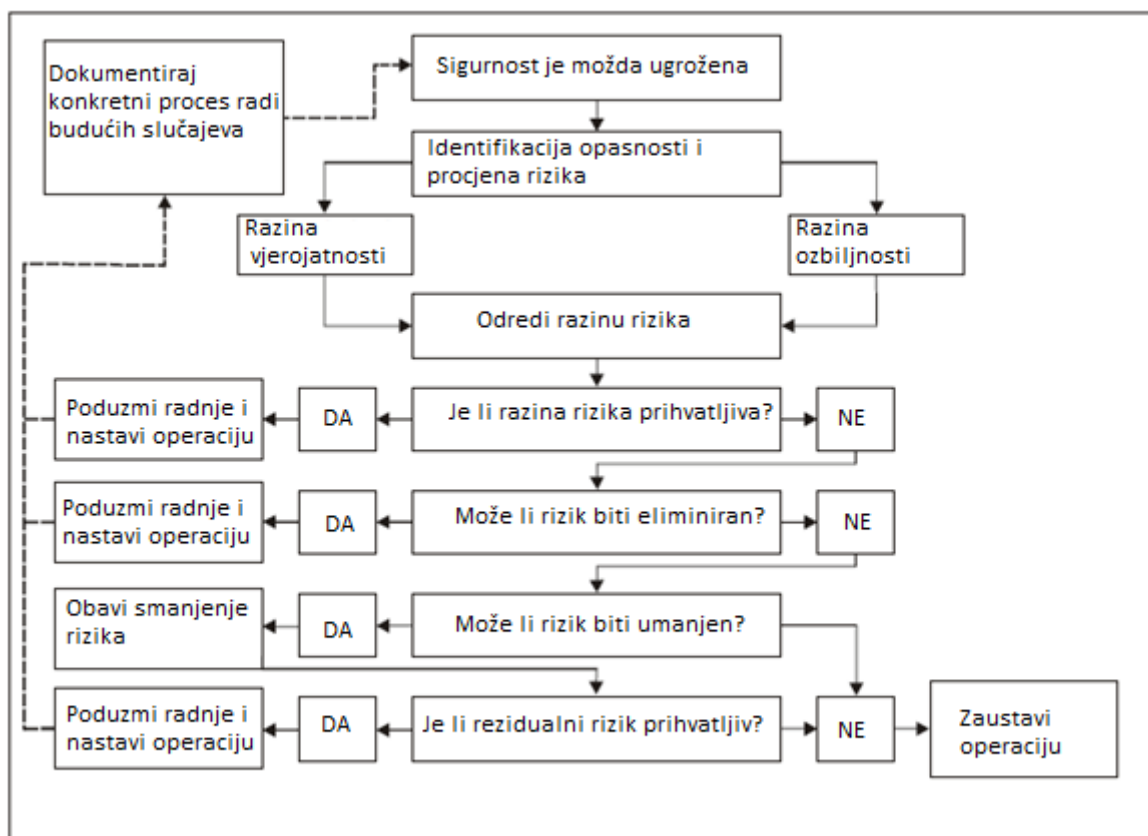 Dokumentiraj
konkretni proces radi
budućih slučajeva
Sigurnost je možda ugrožena
Identifikacija opasnosti i
procjena rizika
Razina
vjerojatnosti
Razina
ozbiljnosti
Odredi razinu rizika
Poduzmi radnje i
nastavi operaciju
DA
Je li razina rizika prihvatljiva?
NE
Poduzmi radnje i
nastavi operaciju
DA
Može li rizik biti eliminiran?
NE
Obavi smanjenje
rizika
DA
Može li rizik biti umanjen?
Poduzmi radnje i
nastavi operaciju
DA
Je li rezidualni rizik prihvatljiv?
NE
Zaustavi
operaciju